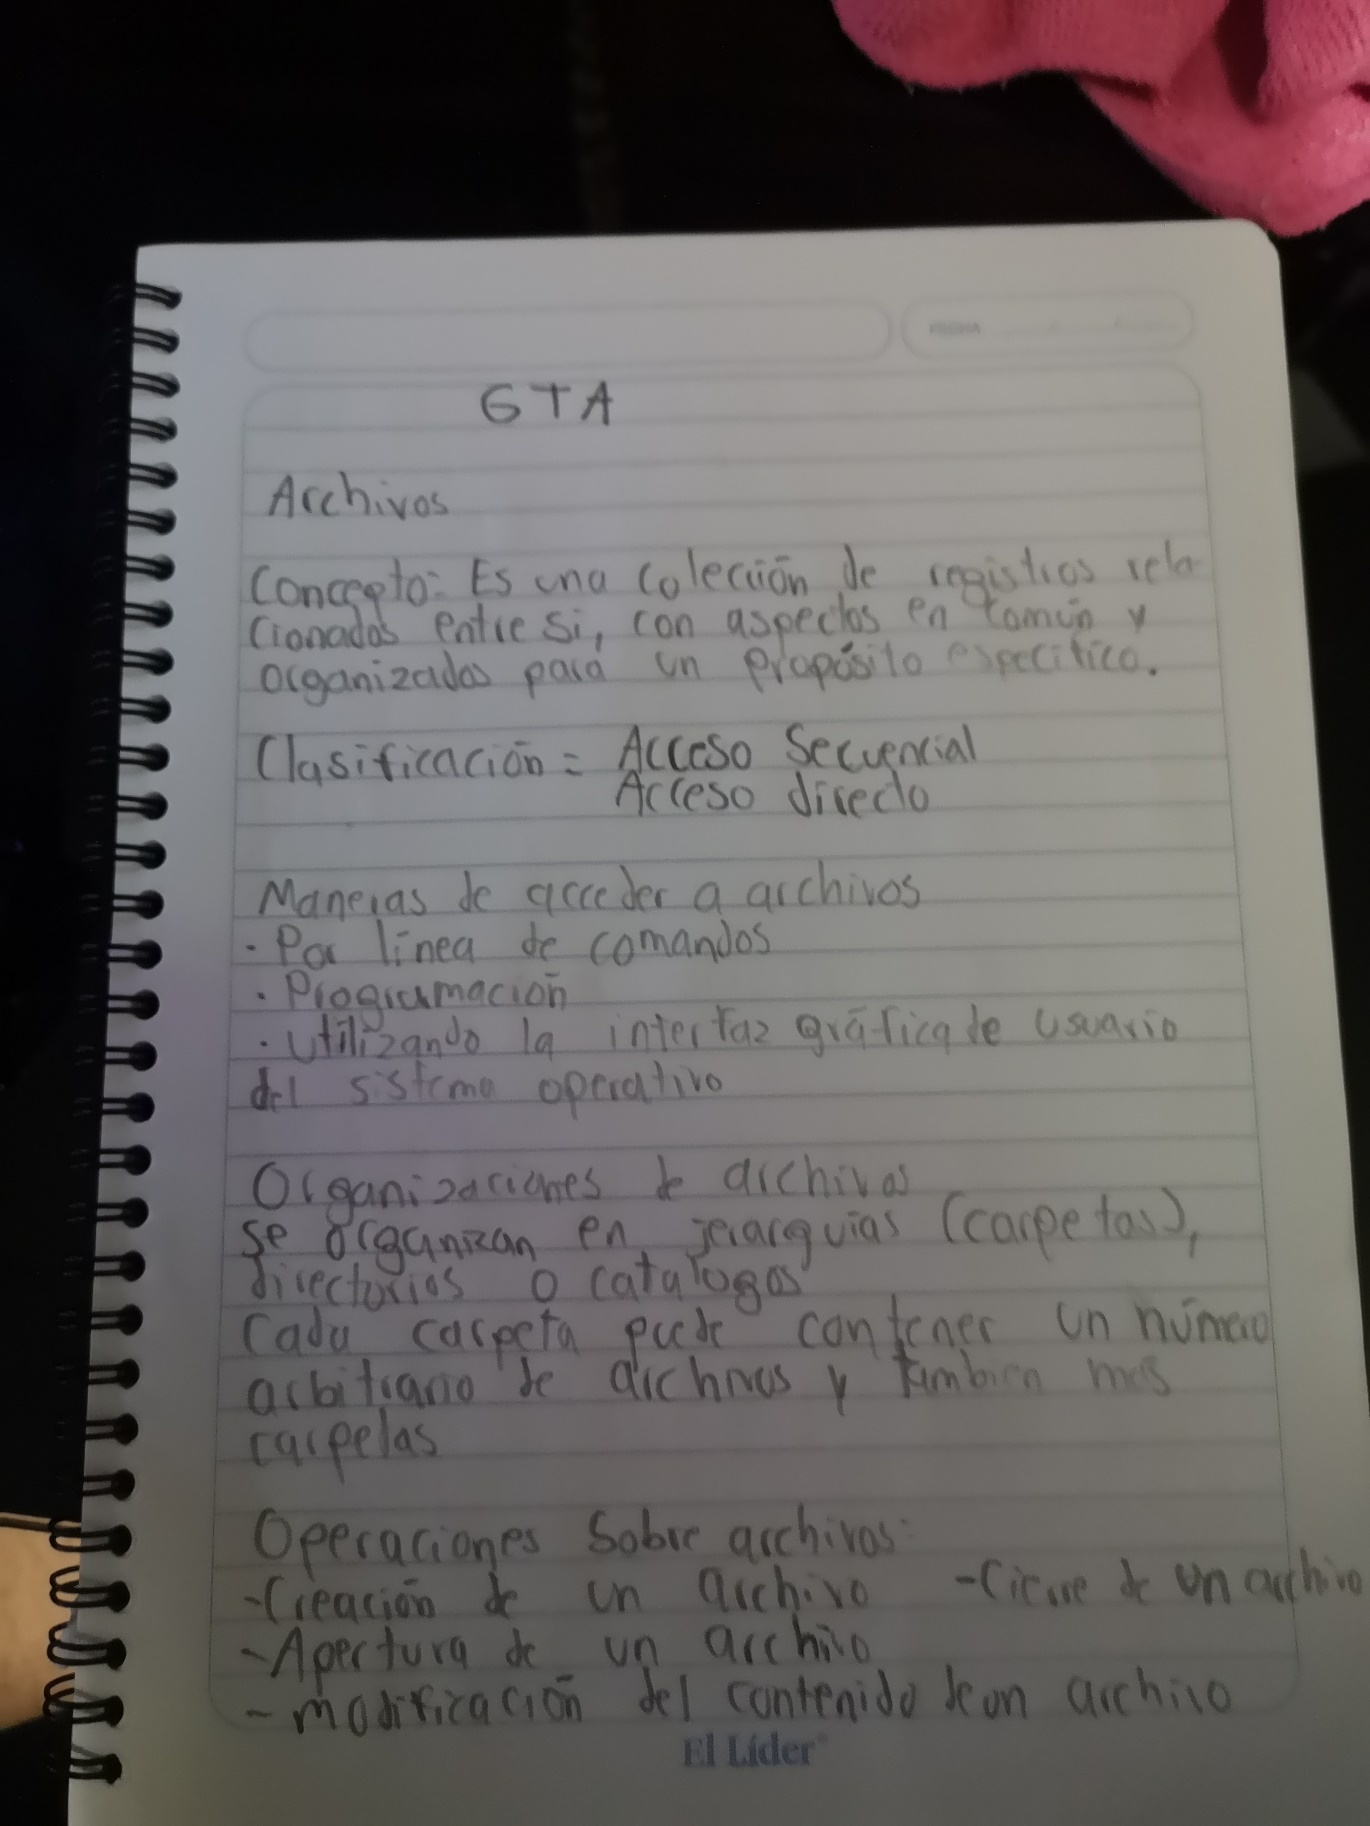 FECHA
GTA
Archivos
Concepto: Es una colección de registros rela
cionados entre si, con aspectos en común y
organizados para un propósito específico.
Clasificación = Acceso Secuencial
Acceso directo
Maneras de acceder a archivos
· Por línea de comandos
· Programación
· Utilizando la interfaz gráfica de usuario
del sistema operativo
Organizaciones de archivos
se organizan en jerarquias (carpetas),
directorios o catalogos
Cada carpeta puede contener un número
arbitrario de archivos y tambien mas
carpetas
Operaciones Sobre archivos:
-Creación de un archivo -Cierre de un archivo
-Apertura de un archivo
-modificación del contenido de un archivo
El Líder